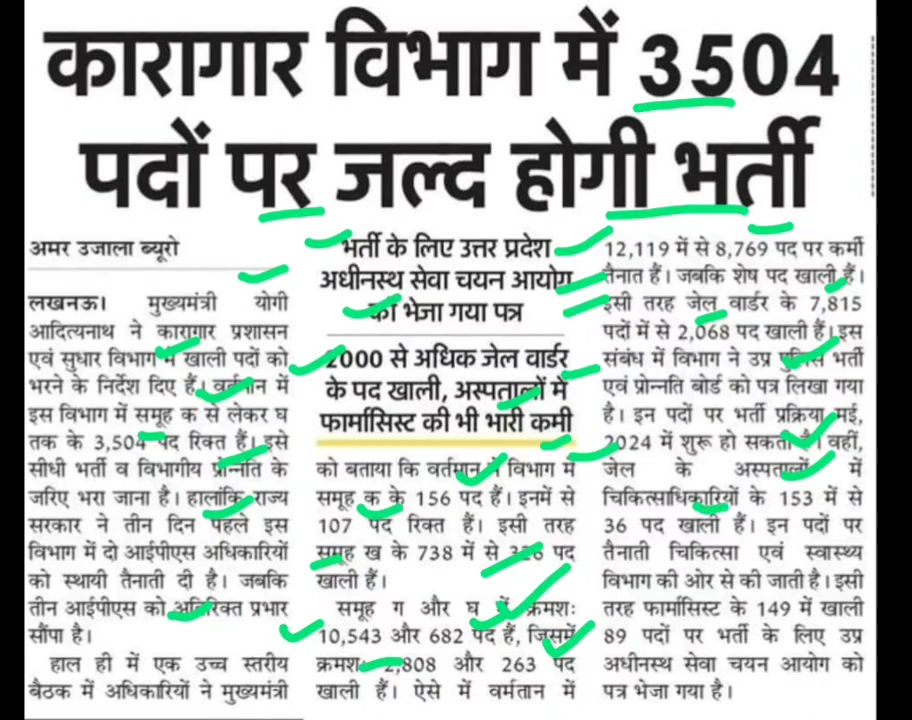 कारागार विभाग में 3504
पदों पर जल्द होगी भर्ती
अमर उजाला ब्यूरो
लखनऊ। मुख्यमंत्री योगी
आदित्यनाथ ने कारागार प्रशासन
एवं सुधार विभाग में खाली पदों को
भरने के निर्देश दिए हैं। वर्तमान में
इस विभाग में समूह क से लेकर घ
तक के 3,504 पद रिक्त हैं। इसे
सीधी भर्ती व विभागीय प्रोन्नति के
जरिए भरा जाना है। हालांकि राज्य
सरकार ने तीन दिन पहले इस
विभाग में दो आईपीएस अधिकारियों
को स्थायी तैनाती दी है। जबकि
तीन आईपीएस को अतिरिक्त प्रभार
सौंपा है।
हाल ही में एक उच्च स्तरीय
बैठक में अधिकारियों ने मुख्यमंत्री
भर्ती के लिए उत्तर प्रदेश
अधीनस्थ सेवा चयन आयोग
को भेजा गया पत्र
2000 से अधिक जेल वार्डर
के पद खाली, अस्पतालों में
फार्मासिस्ट की भी भारी कमी
को बताया कि वर्तमान में विभाग में
समूह क के 156 पद हैं। इनमें से
107 पद रिक्त हैं। इसी तरह
समूह ख के 738 में से 326 पद
खाली हैं।
समूह ग और घ में क्रमशः
10,543 और 682 पद हैं, जिसमें
क्रमशः 2,808 और 263 पद
खाली हैं। ऐसे में वर्मतान में
12,119 में से 8,769 पद पर कर्मी
तैनात हैं। जबकि शेष पद खाली हैं।
इसी तरह जेल वार्डर के 7,815
पदों में से 2,068 पद खाली हैं। इस
संबंध में विभाग ने उप्र पुलिस भर्ती
एवं प्रोन्नति बोर्ड को पत्र लिखा गया
है। इन पदों पर भर्ती प्रक्रिया मई,
2024 में शुरू हो सकती है। वहीं,
जेल के अस्पतालों में
चिकित्साधिकारियों के 153 में से
36 पद खाली हैं। इन पदों पर
तैनाती चिकित्सा एवं स्वास्थ्य
विभाग की ओर से की जाती है। इसी
तरह फार्मासिस्ट के 149 में खाली
89 पदों पर भर्ती के लिए उप्र
अधीनस्थ सेवा चयन आयोग को
पत्र भेजा गया है।